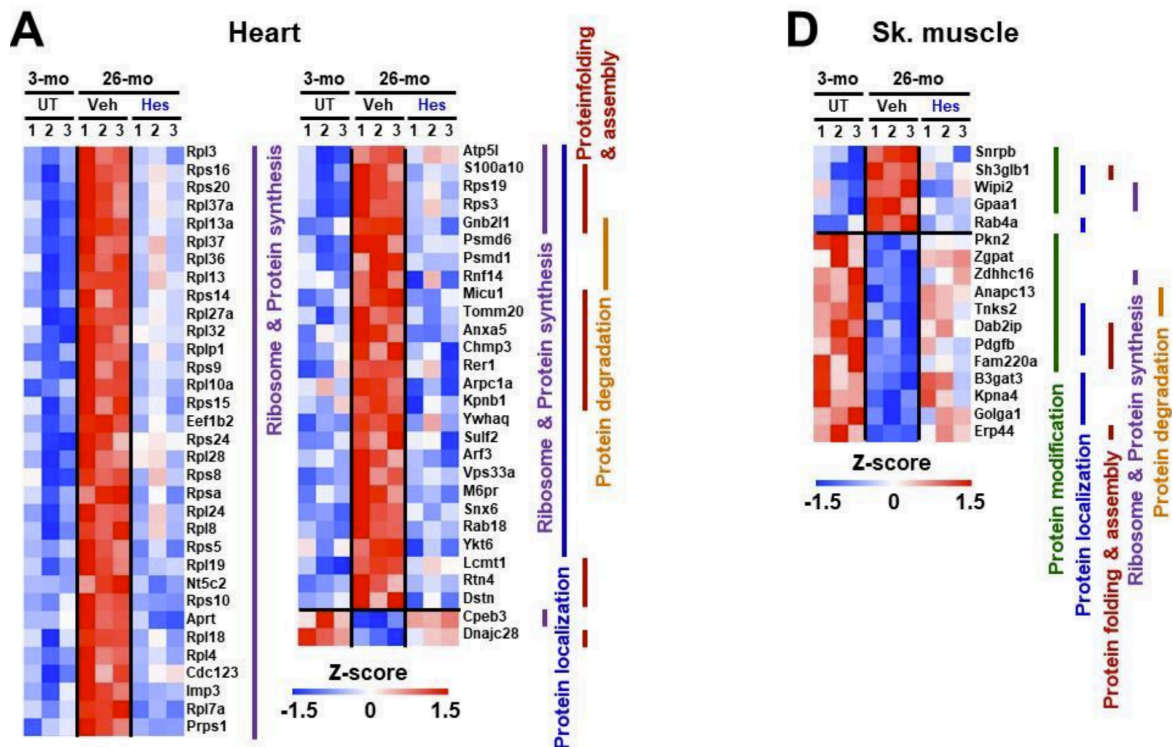 A
Heart
3-mo 26-mo
UT Veh Hes
1 2 3 1 2 3 1 2 3
Rpl3
Rps16
Rps20
Rpl37a
Rpl13a
Rpl37
Rpl36
Rpl13
Rps14
Rpl27a
Rpl32
Rplp1
Rps9
Rpl10a
Rps15
Eef1b2
Rps24
Rpl28
Rps8
Rpsa
Rpl24
Rpl8
Rps5
Rpl19
Nt5c2
Rps10
Aprt
Rpl18
Rpl4
Cdc123
Imp3
Rpl7a
Prps1
Ribosome & Protein synthesis
3-mo 26-mo
UT Veh Hes
1 2 3 1 2 3 1 2 3
Atp5l
S100a10
Rps19
Rps3
Gnb2l1
Psmd6
Psmd1
Rnf14
Micu1
Tomm20
Anxa5
Chmp3
Rer1
Arpc1a
Kpnb1
Ywhaq
Sulf2
Arf3
Vps33a
M6pr
Snx6
Rab18
Ykt6
Lcmt1
Rtn4
Dstn
Cpeb3
Dnajc28
Z-score
-1.5 0 1.5
Ribosome & Protein synthesis
Protein localization
Proteinfolding
& assembly
Protein degradation
D
Sk. muscle
3-mo 26-mo
UT Veh Hes
1 2 3 1 2 3 1 2 3
Snrpb
Sh3glb1
Wipi2
Gpaa1
Rab4a
Pkn2
Zgpat
Zdhhc16
Anapc13
Tnks2
Dab2ip
Pdgfb
Fam220a
B3gat3
Kpna4
Golga1
Erp44
Z-score
-1.5 0 1.5
Protein modification
Protein localization
Protein folding & assembly
Ribosome & Protein synthesis
Protein degradation